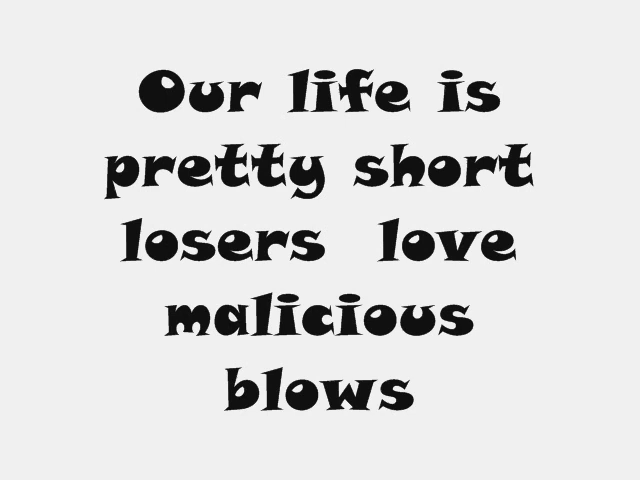 Our life is
pretty short
losers  love
malicious
blows